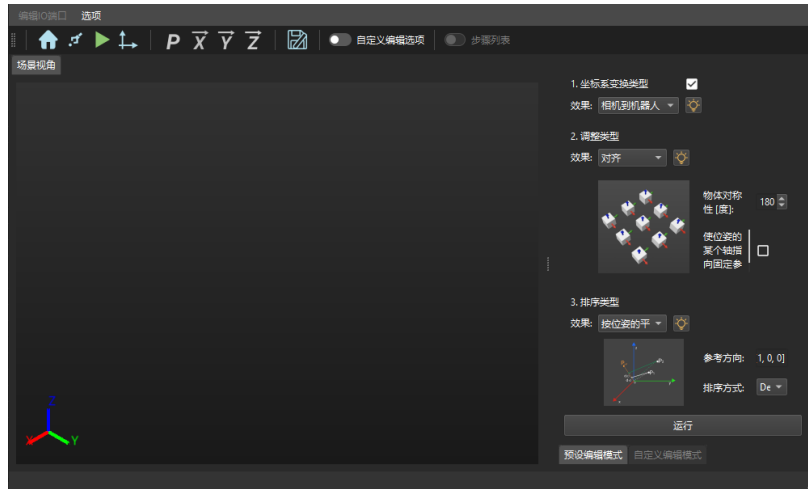 编辑IO端口 选项
P X Y Z 自定义编辑选项 步骤列表
场景视角
1. 坐标系变换类型
效果: 相机到机器人
2. 调整类型
效果: 对齐
物体对称
性 [度]: 180
使位姿的
某个轴指
向固定参
3. 排序类型
效果: 按位姿的平
参考方向: 1, 0, 0]
排序方式: De
运行
Z
X Y
预设编辑模式 自定义编辑模式